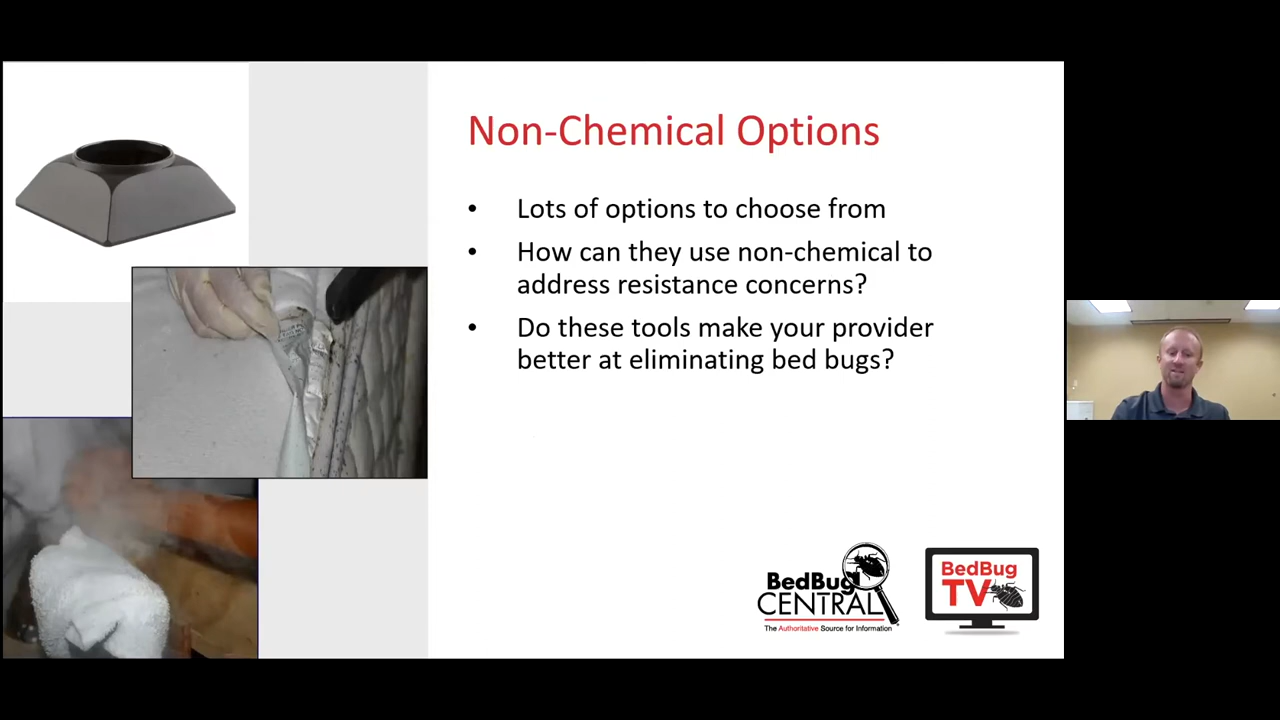 Non-Chemical Options
• Lots of options to choose from
• How can they use non-chemical to
address resistance concerns?
• Do these tools make your provider
better at eliminating bed bugs?
BedBug
CENTRAL
The Authoritative Source for Information
BedBug
TV